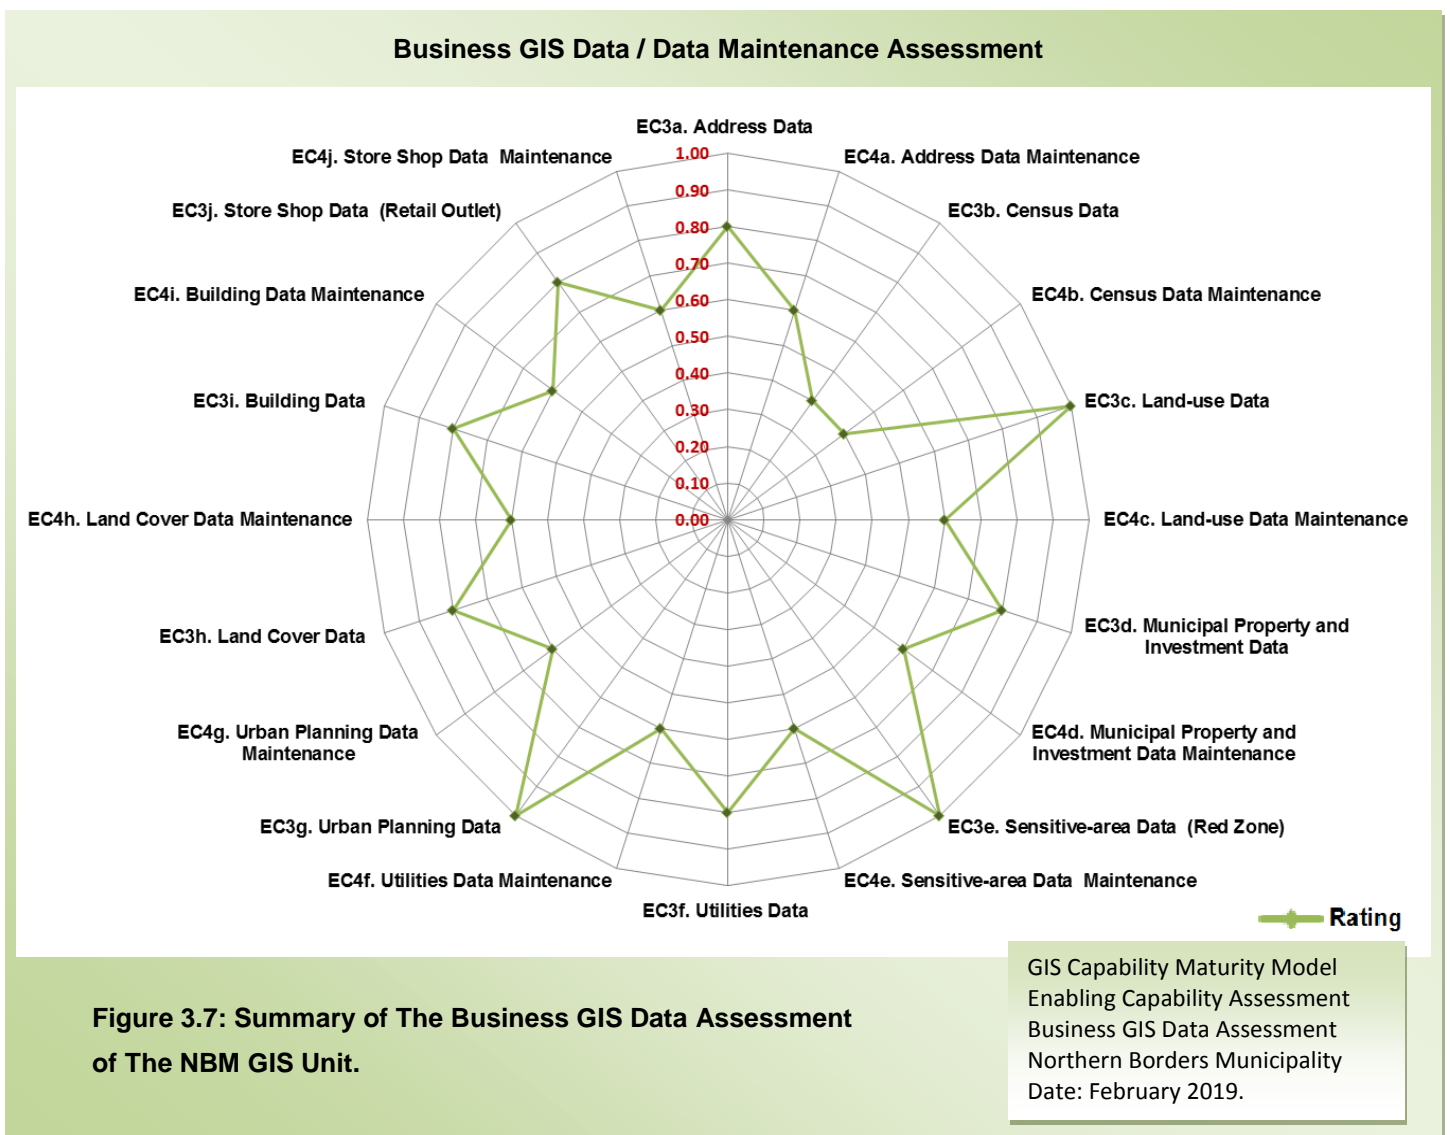 Business GIS Data / Data Maintenance Assessment
EC3a. Address Data
EC4j. Store Shop Data  Maintenance
1.00
EC4a. Address Data Maintenance
0.90
EC3j. Store Shop Data  (Retail Outlet)
EC3b. Census Data
0.80
0.70
EC4i. Building Data Maintenance
0.60
EC4b. Census Data Maintenance
0.50
0.40
EC3i. Building Data
0.30
EC3c. Land-use Data
0.20
0.10
EC4h. Land Cover Data Maintenance
0.00
EC4c. Land-use Data Maintenance
EC3h. Land Cover Data
EC3d. Municipal Property and
Investment Data
EC4g. Urban Planning Data
Maintenance
EC4d. Municipal Property and
Investment Data Maintenance
EC3g. Urban Planning Data
EC3e. Sensitive-area Data  (Red Zone)
EC4f. Utilities Data Maintenance
EC4e. Sensitive-area Data  Maintenance
EC3f. Utilities Data
Rating
Figure 3.7: Summary of The Business GIS Data Assessment
of The NBM GIS Unit.
GIS Capability Maturity Model
Enabling Capability Assessment
Business GIS Data Assessment
Northern Borders Municipality
Date: February 2019.